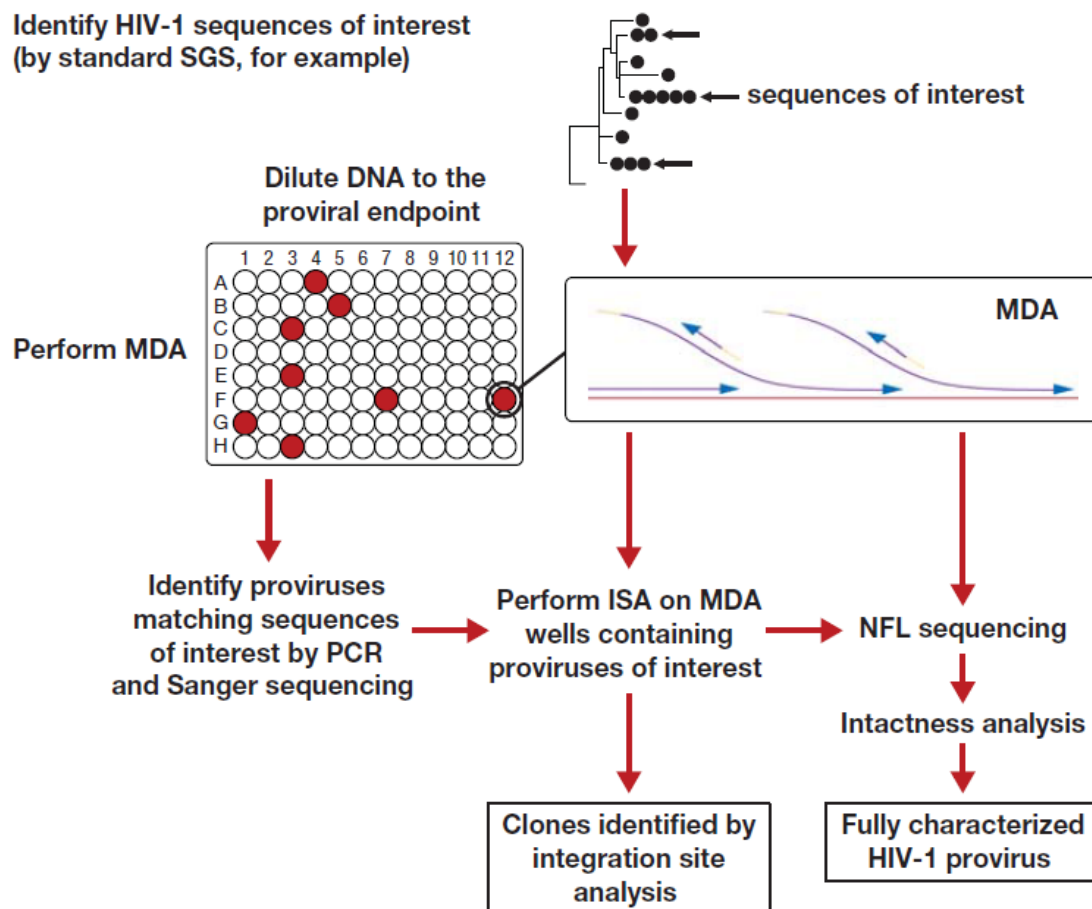 Identify HIV-1 sequences of interest
(by standard SGS, for example)
sequences of interest
Dilute DNA to the
proviral endpoint
1 2 3 4 5 6 7 8 9 10 11 12
A
B
C
D
E
F
G
H
Perform MDA
MDA
Identify proviruses
matching sequences
of interest by PCR
and Sanger sequencing
Perform ISA on MDA
wells containing
proviruses of interest
NFL sequencing
Intactness analysis
Clones identified by
integration site
analysis
Fully characterized
HIV-1 provirus